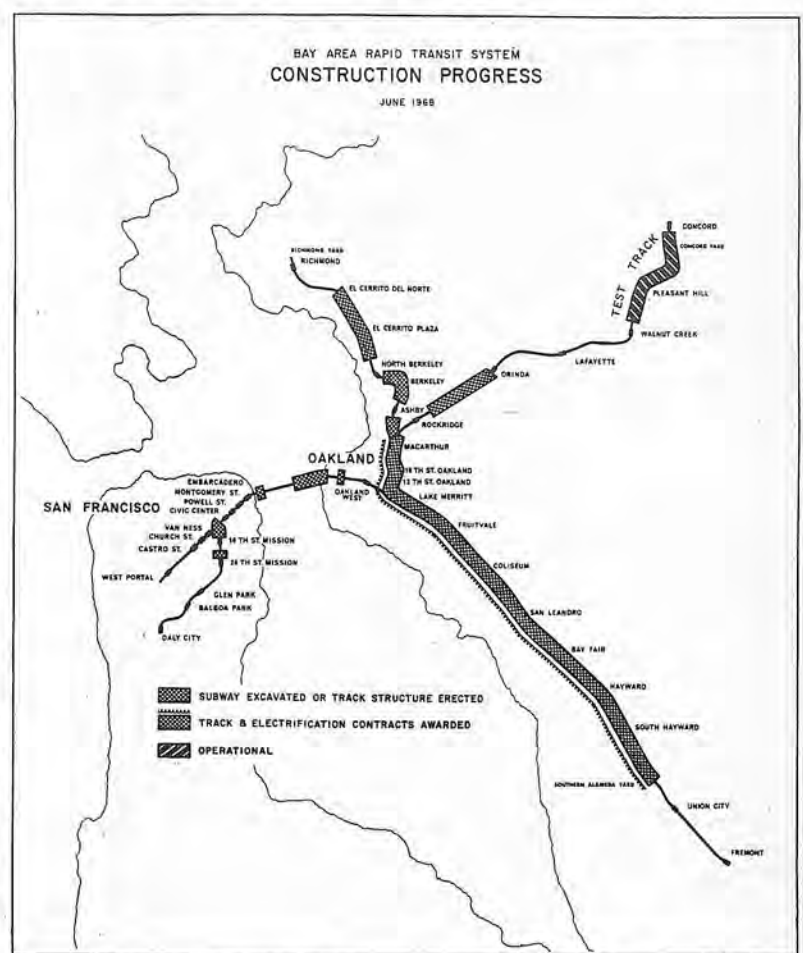 BAY AREA RAPID TRANSIT SYSTEM
CONSTRUCTION PROGRESS
JUNE 1968
RICHMOND YARD
RICHMOND
EL CERRITO DEL NORTE
EL CERRITO PLAZA
NORTH BERKELEY
BERKELEY
ASHBY
ROCKRIDGE
ORINDA
LAFAYETTE
WALNUT CREEK
PLEASANT HILL
TEST TRACK
CONCORD YARD
CONCORD
MACARTHUR
19 TH ST. OAKLAND
12 TH ST. OAKLAND
LAKE MERRITT
OAKLAND
OAKLAND
WEST
FRUITVALE
COLISEUM
SAN LEANDRO
BAY FAIR
HAYWARD
SOUTH HAYWARD
SOUTHERN ALAMEDA YARD
UNION CITY
FREMONT
SAN FRANCISCO
EMBARCADERO
MONTGOMERY ST.
POWELL ST.
CIVIC CENTER
VAN NESS
CHURCH ST.
CASTRO ST.
WEST PORTAL
16 TH ST. MISSION
24 TH ST. MISSION
GLEN PARK
BALBOA PARK
DALY CITY
SUBWAY EXCAVATED OR TRACK STRUCTURE ERECTED
TRACK & ELECTRIFICATION CONTRACTS AWARDED
OPERATIONAL